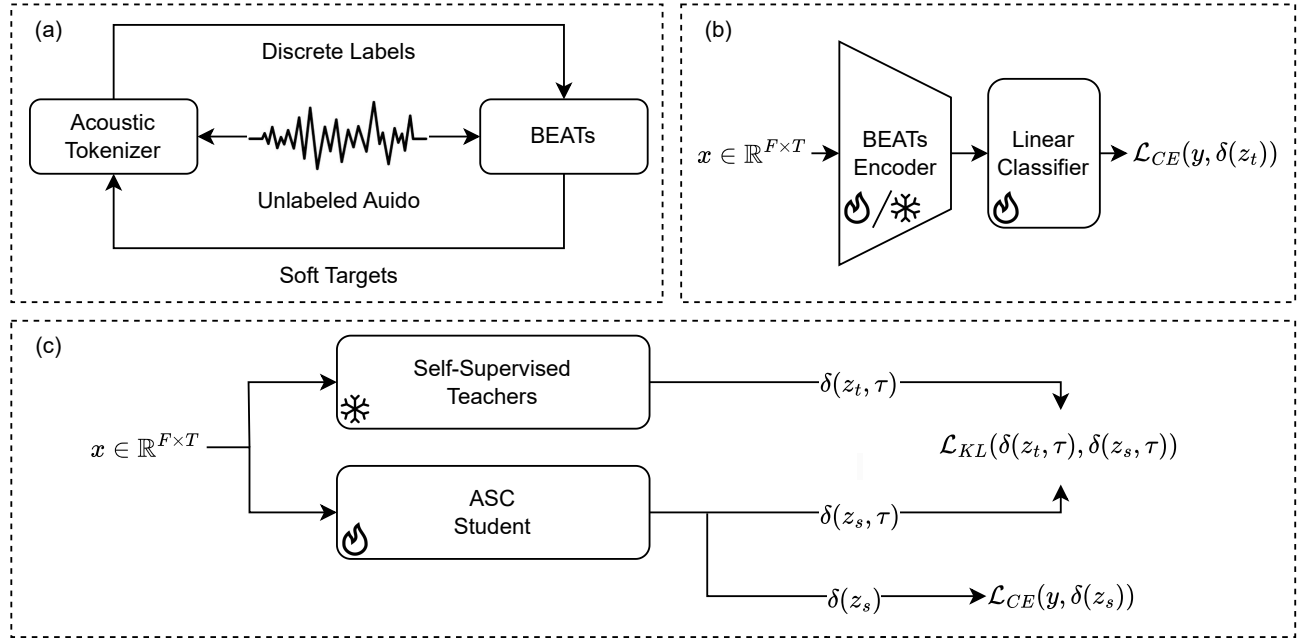 (a)
Discrete Labels
Acoustic
Tokenizer
BEATs
Unlabeled Auido
Soft Targets
(b)
x ∈ ℝ^{F×T}
BEATs
Encoder
Linear
Classifier
ℒ_{CE}(y, δ(z_t))
(c)
Self-Supervised
Teachers
δ(z_t, τ)
x ∈ ℝ^{F×T}
ℒ_{KL}(δ(z_t, τ), δ(z_s, τ))
ASC
Student
δ(z_s, τ)
δ(z_s)
ℒ_{CE}(y, δ(z_s))